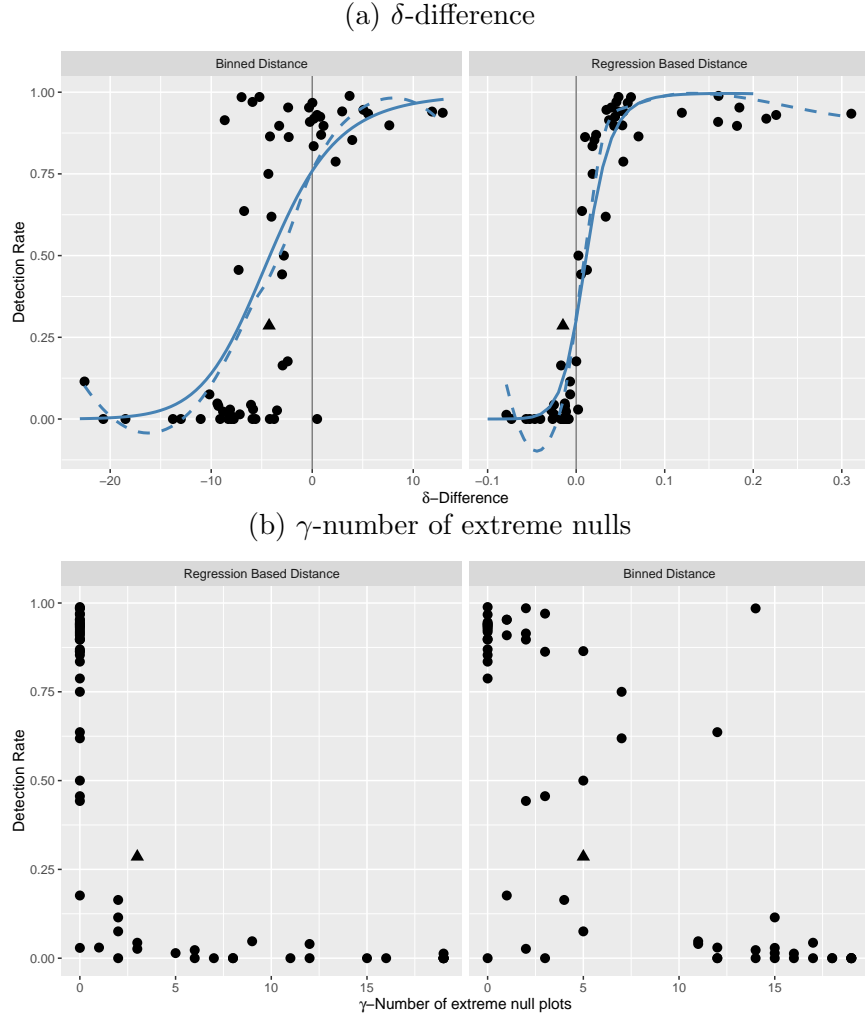 (a) δ-difference
Binned Distance
Regression Based Distance
1.00
0.75
0.50
0.25
0.00
Detection Rate
−20
−10
0
10
−0.1
0.0
0.1
0.2
0.3
δ−Difference
(b) γ-number of extreme nulls
Regression Based Distance
Binned Distance
1.00
0.75
0.50
0.25
0.00
Detection Rate
0
5
10
15
0
5
10
15
γ−Number of extreme null plots